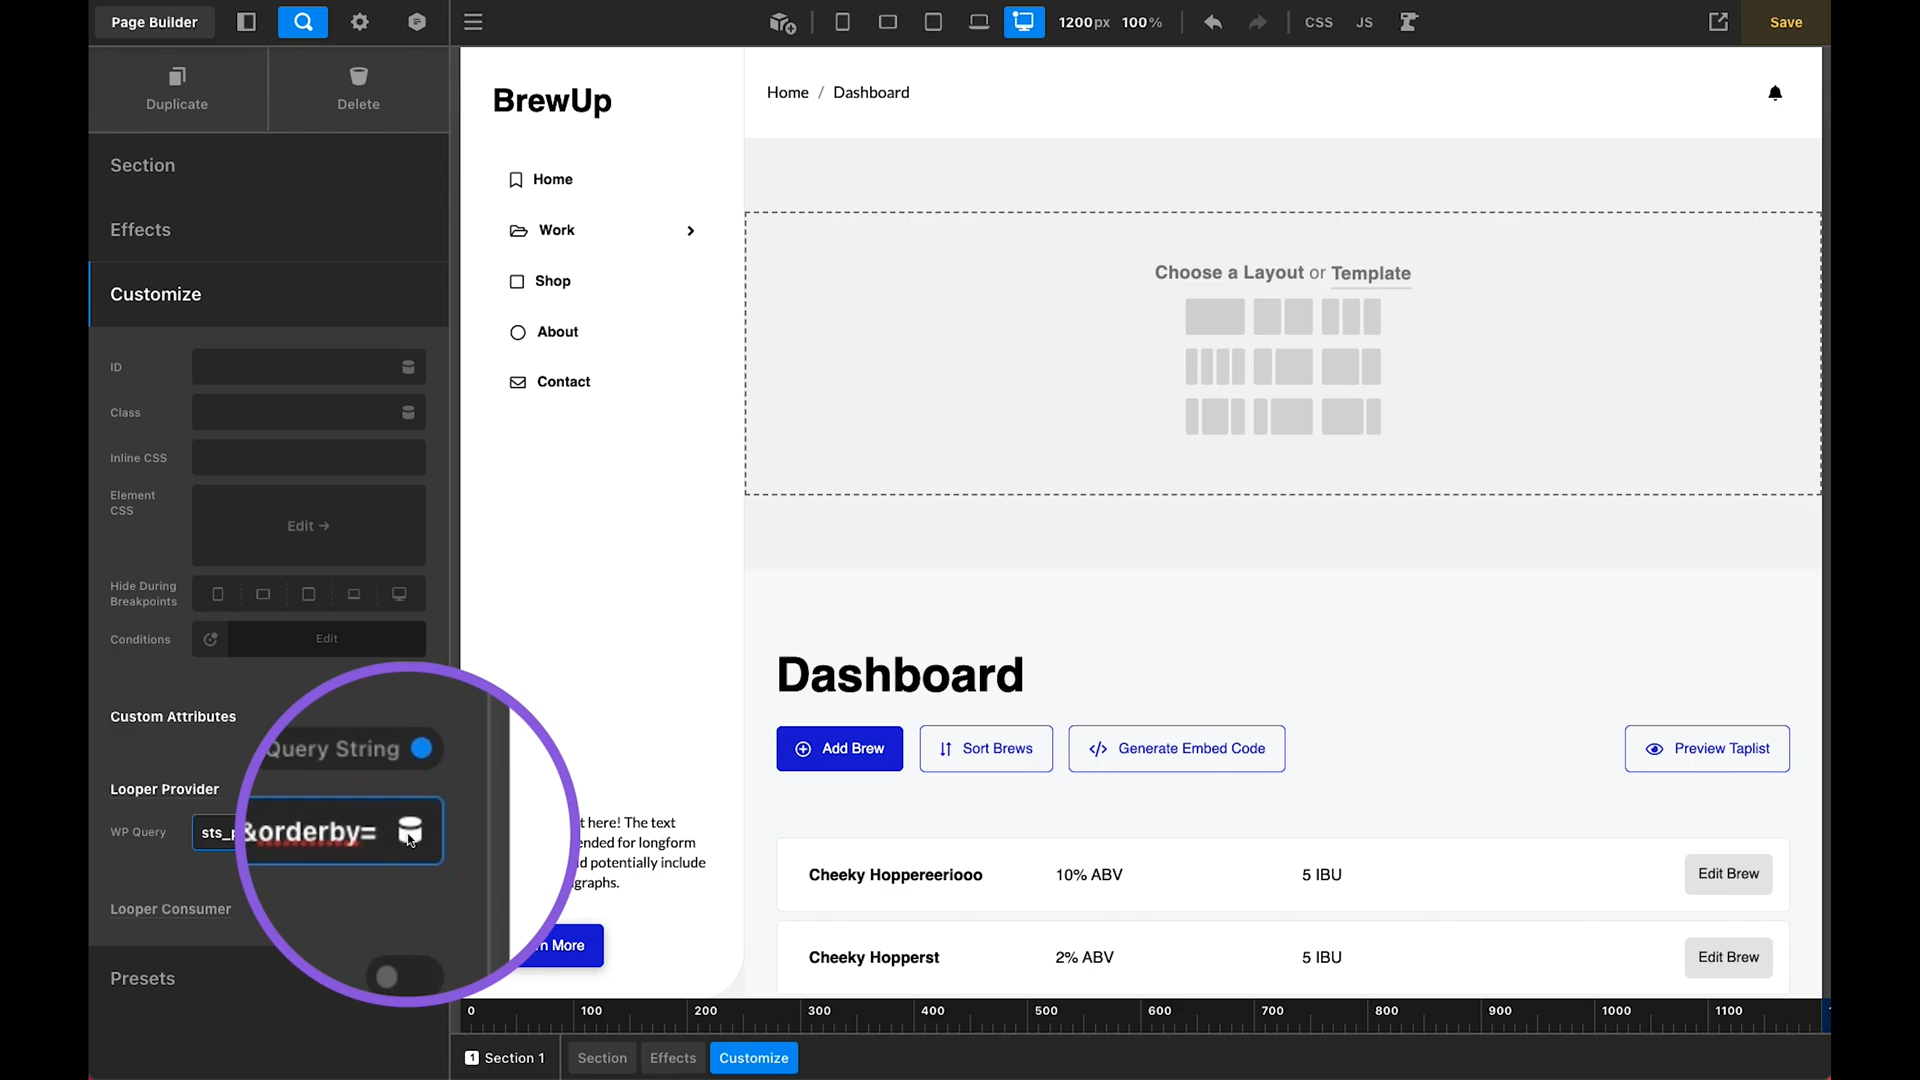 Page Builder
1200px 100%
CSS JS
Save
Duplicate
Delete
Section
Effects
Customize
ID
Class
Inline CSS
Element
CSS
Edit →
Hide During
Breakpoints
Conditions
Edit
Custom Attributes
Query String
Looper Provider
WP Query
sts_p
&orderby=
Looper Consumer
Presets
BrewUp
Home
Work
Shop
About
Contact
t here! The text
ended for longform
d potentially include
graphs.
n More
Home / Dashboard
Choose a Layout or Template
Dashboard
Add Brew
Sort Brews
Generate Embed Code
Preview Taplist
Cheeky Hoppereeriooo 10% ABV 5 IBU Edit Brew
Cheeky Hopperst 2% ABV 5 IBU Edit Brew
0 100 200 300 400 500 600 700 800 900 1000 1100
1 Section 1
Section
Effects
Customize